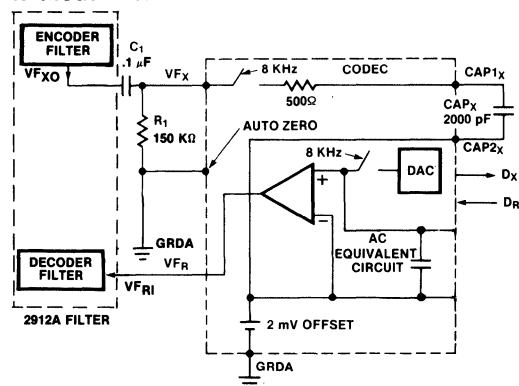 ENCODER
FILTER
VFXO
C1
.1 µF
VFX
8 KHz
CODEC
CAP1X
500Ω
CAPX
2000 pF
R1
150 KΩ
AUTO ZERO
CAP2X
8 KHz
DAC
DX
DR
+
−
GRDA
AC
EQUIVALENT
CIRCUIT
DECODER
FILTER
VFR
VFRI
2912A FILTER
2 mV OFFSET
GRDA